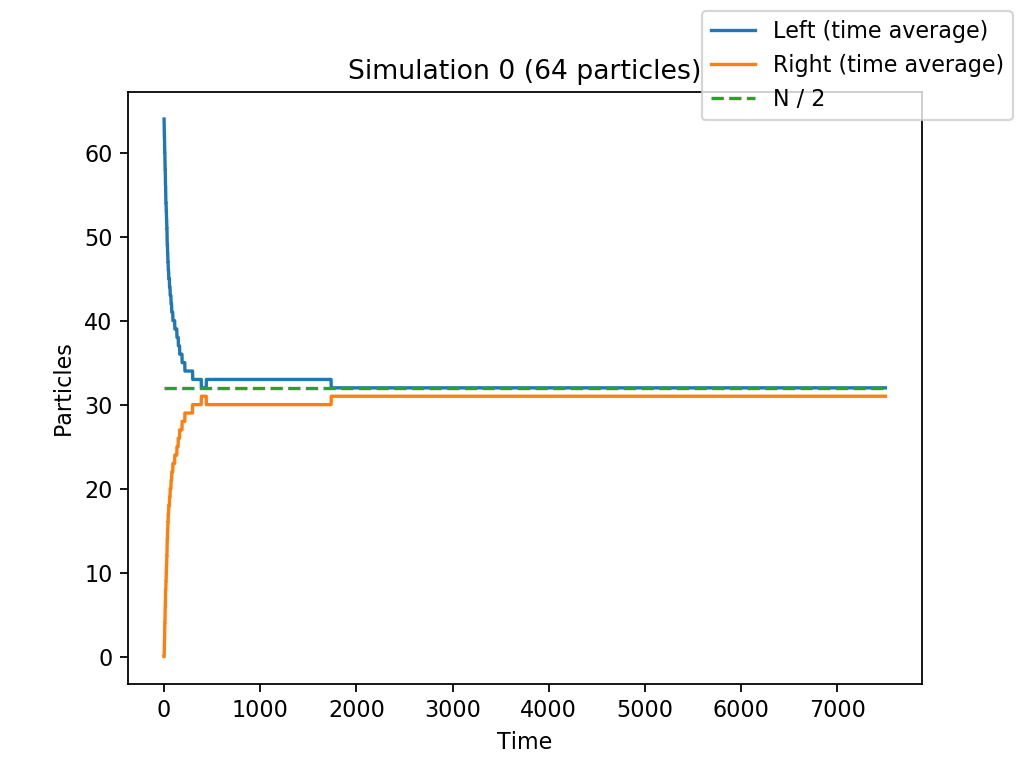 Left (time average)
Right (time average)
N / 2
Simulation 0 (64 particles)
Particles
60
50
40
30
20
10
0
0 1000 2000 3000 4000 5000 6000 7000
Time